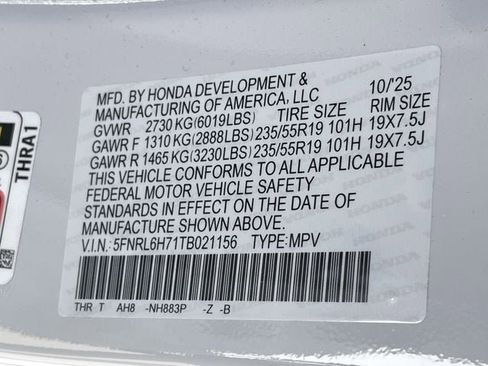 MFD. BY HONDA DEVELOPMENT &
MANUFACTURING OF AMERICA, LLC 10/'25
GVWR 2730 KG(6019LBS) TIRE SIZE RIM SIZE
GAWR F 1310 KG(2888LBS)235/55R19 101H 19X7.5J
GAWR R 1465 KG(3230LBS)235/55R19 101H 19X7.5J
THIS VEHICLE CONFORMS TO ALL APPLICABLE
FEDERAL MOTOR VEHICLE SAFETY
STANDARDS IN EFFECT ON THE DATE OF
MANUFACTURE SHOWN ABOVE.
V.I.N.: 5FNRL6H71TB021156 TYPE:MPV
THR T AH8 -NH883P -Z -B
THRA1